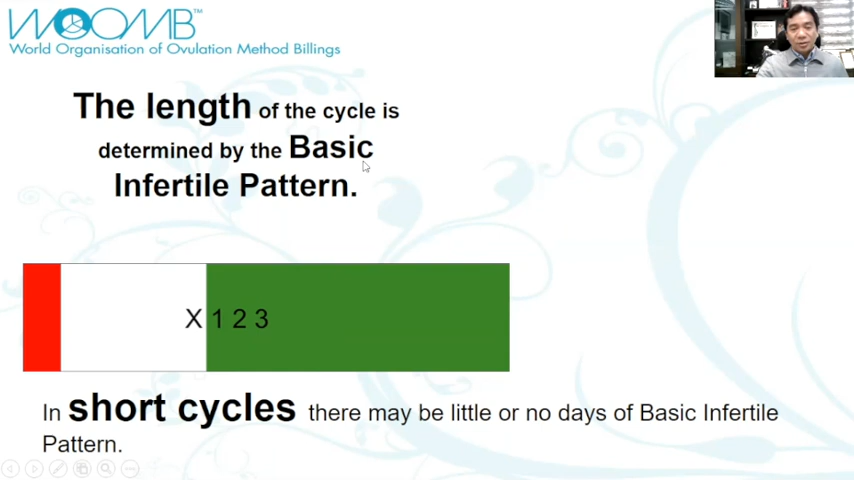 WOOMB™
World Organisation of Ovulation Method Billings
The length of the cycle is
determined by the Basic
Infertile Pattern.
X 1 2 3
In short cycles there may be little or no days of Basic Infertile
Pattern.